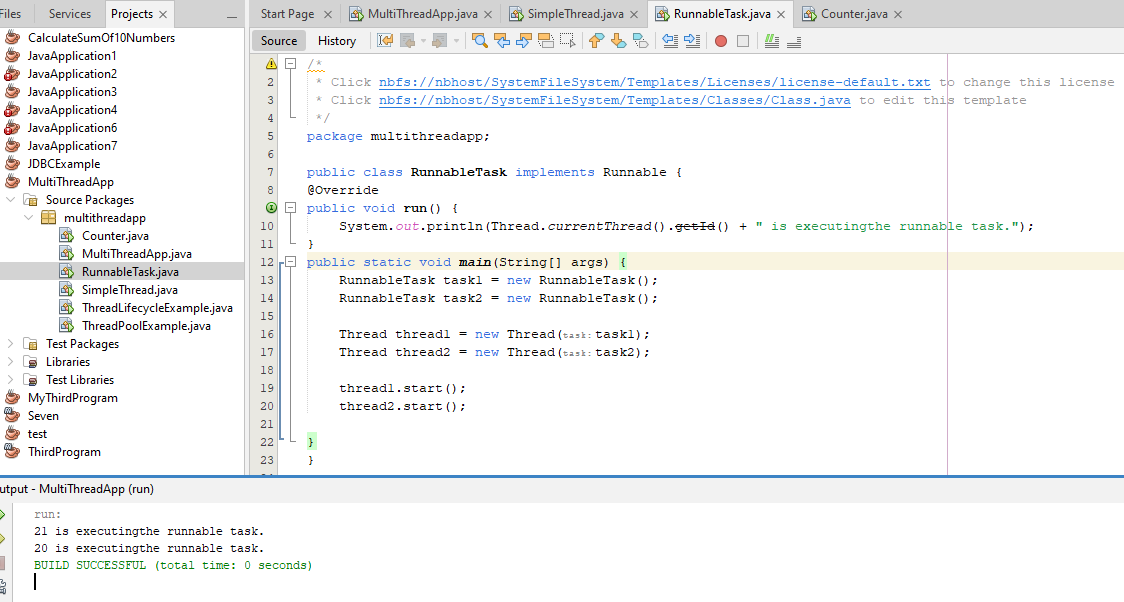 Files Services Projects
Start Page MultiThreadApp.java SimpleThread.java RunnableTask.java Counter.java
Source History
CalculateSumOf10Numbers
JavaApplication1
JavaApplication2
JavaApplication3
JavaApplication4
JavaApplication6
JavaApplication7
JDBCExample
MultiThreadApp
Source Packages
multithreadapp
Counter.java
MultiThreadApp.java
RunnableTask.java
SimpleThread.java
ThreadLifecycleExample.java
ThreadPoolExample.java
Test Packages
Libraries
Test Libraries
MyThirdProgram
Seven
test
ThirdProgram
/*
2 * Click nbfs://nbhost/SystemFileSystem/Templates/Licenses/license-default.txt to change this license
3 * Click nbfs://nbhost/SystemFileSystem/Templates/Classes/Class.java to edit this template
4 */
5 package multithreadapp;
6
7 public class RunnableTask implements Runnable {
8 @Override
public void run() {
10 System.out.println(Thread.currentThread().getId() + " is executingthe runnable task.");
11 }
12 public static void main(String[] args) {
13 RunnableTask task1 = new RunnableTask();
14 RunnableTask task2 = new RunnableTask();
15
16 Thread thread1 = new Thread(task:task1);
17 Thread thread2 = new Thread(task:task2);
18
19 thread1.start();
20 thread2.start();
21
22 }
23 }
utput - MultiThreadApp (run)
run:
21 is executingthe runnable task.
20 is executingthe runnable task.
BUILD SUCCESSFUL (total time: 0 seconds)